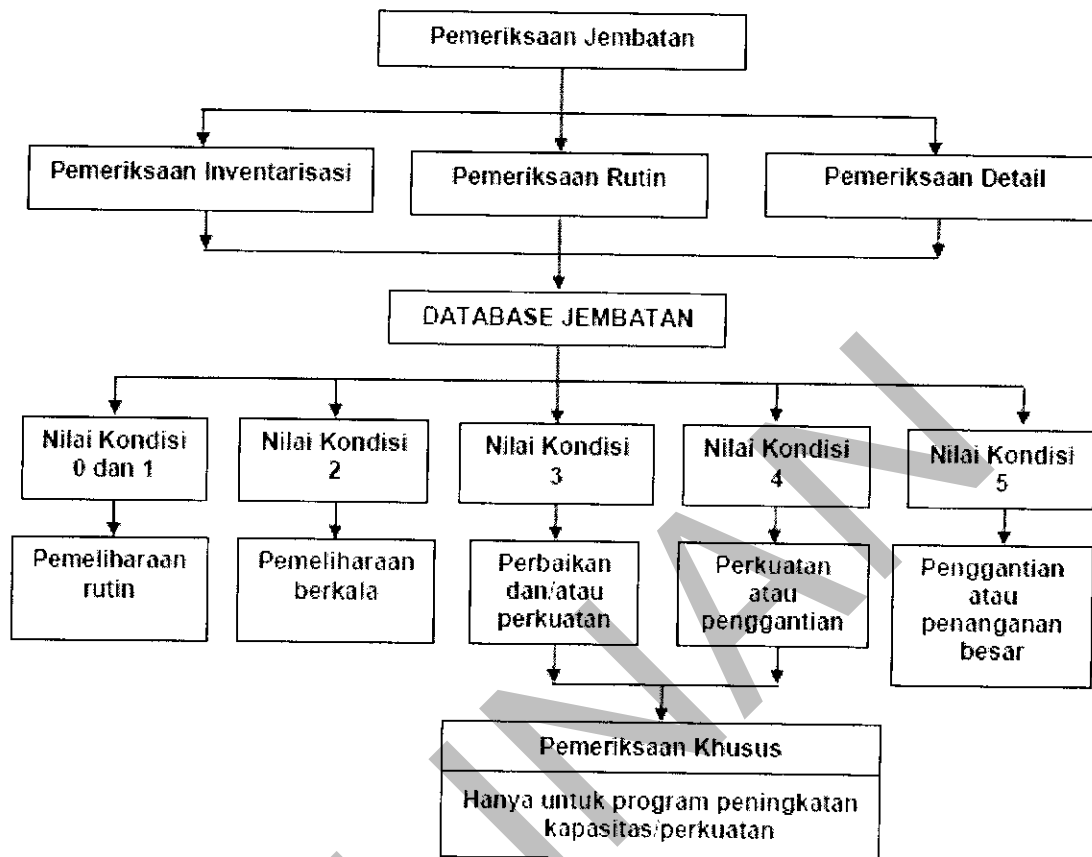 Pemeriksaan Jembatan
Pemeriksaan Inventarisasi
Pemeriksaan Rutin
Pemeriksaan Detail
DATABASE JEMBATAN
Nilai Kondisi
0 dan 1
Nilai Kondisi
2
Nilai Kondisi
3
Nilai Kondisi
4
Nilai Kondisi
5
Pemeliharaan
rutin
Pemeliharaan
berkala
Perbaikan
dan/atau
perkuatan
Perkuatan
atau
penggantian
Penggantian
atau
penanganan
besar
Pemeriksaan Khusus
Hanya untuk program peningkatan
kapasitas/perkuatan
INAN